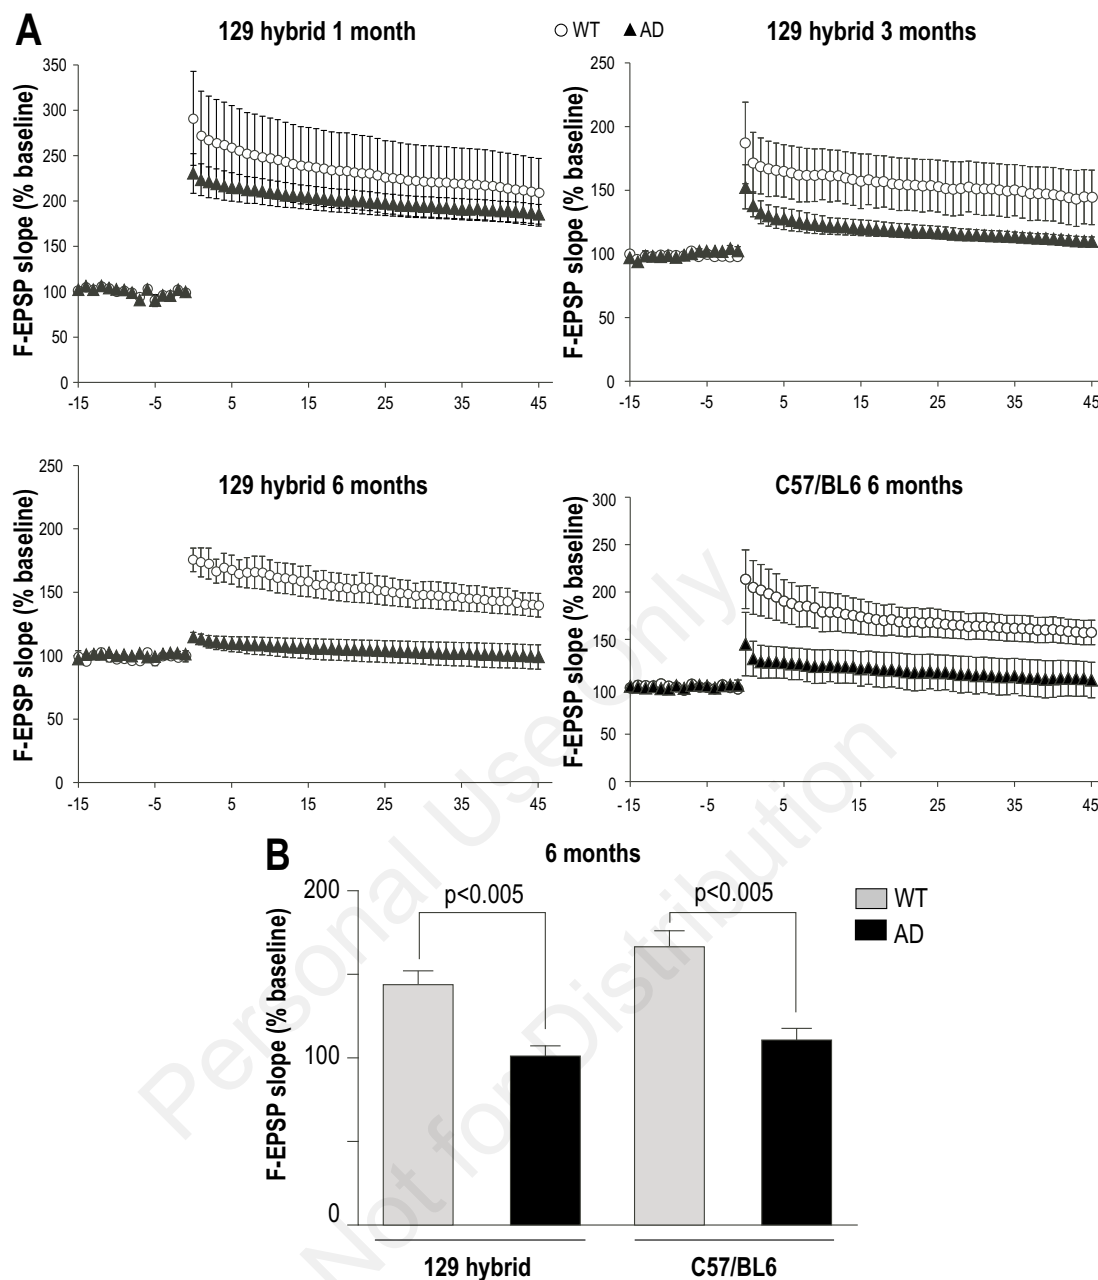 A
129 hybrid 1 month
WT AD
129 hybrid 3 months
F-EPSP slope (% baseline)
350
300
250
200
150
100
50
0
-15 -5 5 15 25 35 45
F-EPSP slope (% baseline)
250
200
150
100
50
0
-15 -5 5 15 25 35 45
129 hybrid 6 months
F-EPSP slope (% baseline)
250
200
150
100
50
0
-15 -5 5 15 25 35 45
C57/BL6 6 months
F-EPSP slope (% baseline)
300
250
200
150
100
50
0
-15 -5 5 15 25 35 45
B
6 months
F-EPSP slope (% baseline)
200
100
0
p<0.005
p<0.005
WT
AD
129 hybrid
C57/BL6
Personal Use Only
Not for Distribution